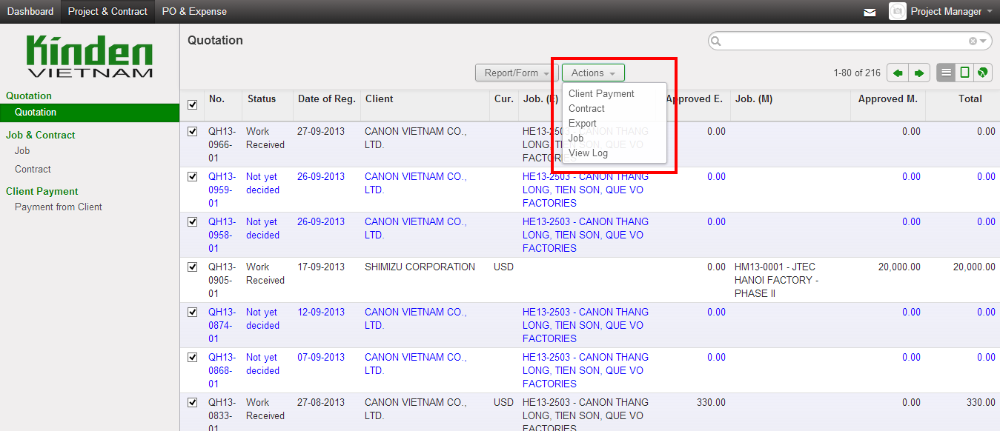 Dashboard Project & Contract PO & Expense Project Manager
Kinden
VIETNAM
Quotation
Report/Form Actions 1-80 of 216
Client Payment
Contract
Export
Job
View Log
Quotation
Quotation
Job & Contract
Job
Contract
Client Payment
Payment from Client
No. Status Date of Reg. Client Cur. Job. (E) Approved E. Job. (M) Approved M. Total
QH13- Work 27-09-2013 CANON VIETNAM CO., HE13-2503 - CANON THANG 0.00 0.00 0.00
0966- Received LTD. LONG, TIEN SON, QUE VO
01 FACTORIES
QH13- Not yet 26-09-2013 CANON VIETNAM CO., HE13-2503 - CANON THANG 0.00 0.00 0.00
0959- decided LTD. LONG, TIEN SON, QUE VO
01 FACTORIES
QH13- Not yet 26-09-2013 CANON VIETNAM CO., HE13-2503 - CANON THANG 0.00 0.00 0.00
0958- decided LTD. LONG, TIEN SON, QUE VO
01 FACTORIES
QH13- Work 17-09-2013 SHIMIZU CORPORATION USD 0.00 HM13-0001 - JTEC 20,000.00 20,000.00
0905- Received HANOI FACTORY -
01 PHASE II
QH13- Not yet 12-09-2013 CANON VIETNAM CO., HE13-2503 - CANON THANG 0.00 0.00 0.00
0874- decided LTD. LONG, TIEN SON, QUE VO
01 FACTORIES
QH13- Not yet 07-09-2013 CANON VIETNAM CO., HE13-2503 - CANON THANG 0.00 0.00 0.00
0868- decided LTD. LONG, TIEN SON, QUE VO
01 FACTORIES
QH13- Work 27-08-2013 CANON VIETNAM CO., USD HE13-2503 - CANON THANG 330.00 0.00 330.00
0833- Received LTD. LONG, TIEN SON, QUE VO
01 FACTORIES